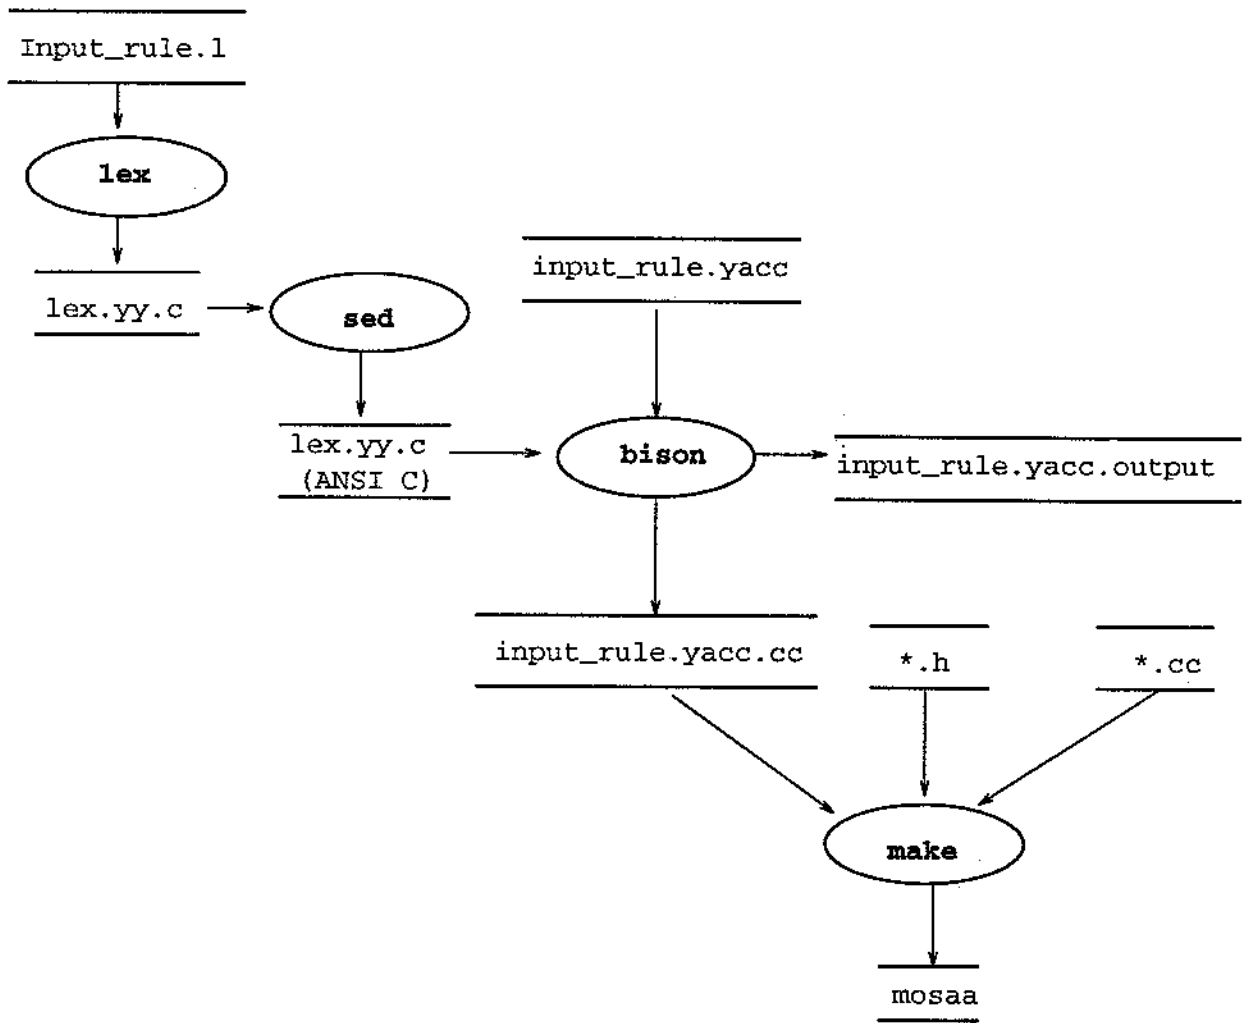 Input_rule.l
lex
input_rule.yacc
lex.yy.c
sed
lex.yy.c
(ANSI C)
bison
input_rule.yacc.output
input_rule.yacc.cc
*.h
*.cc
make
mosaa